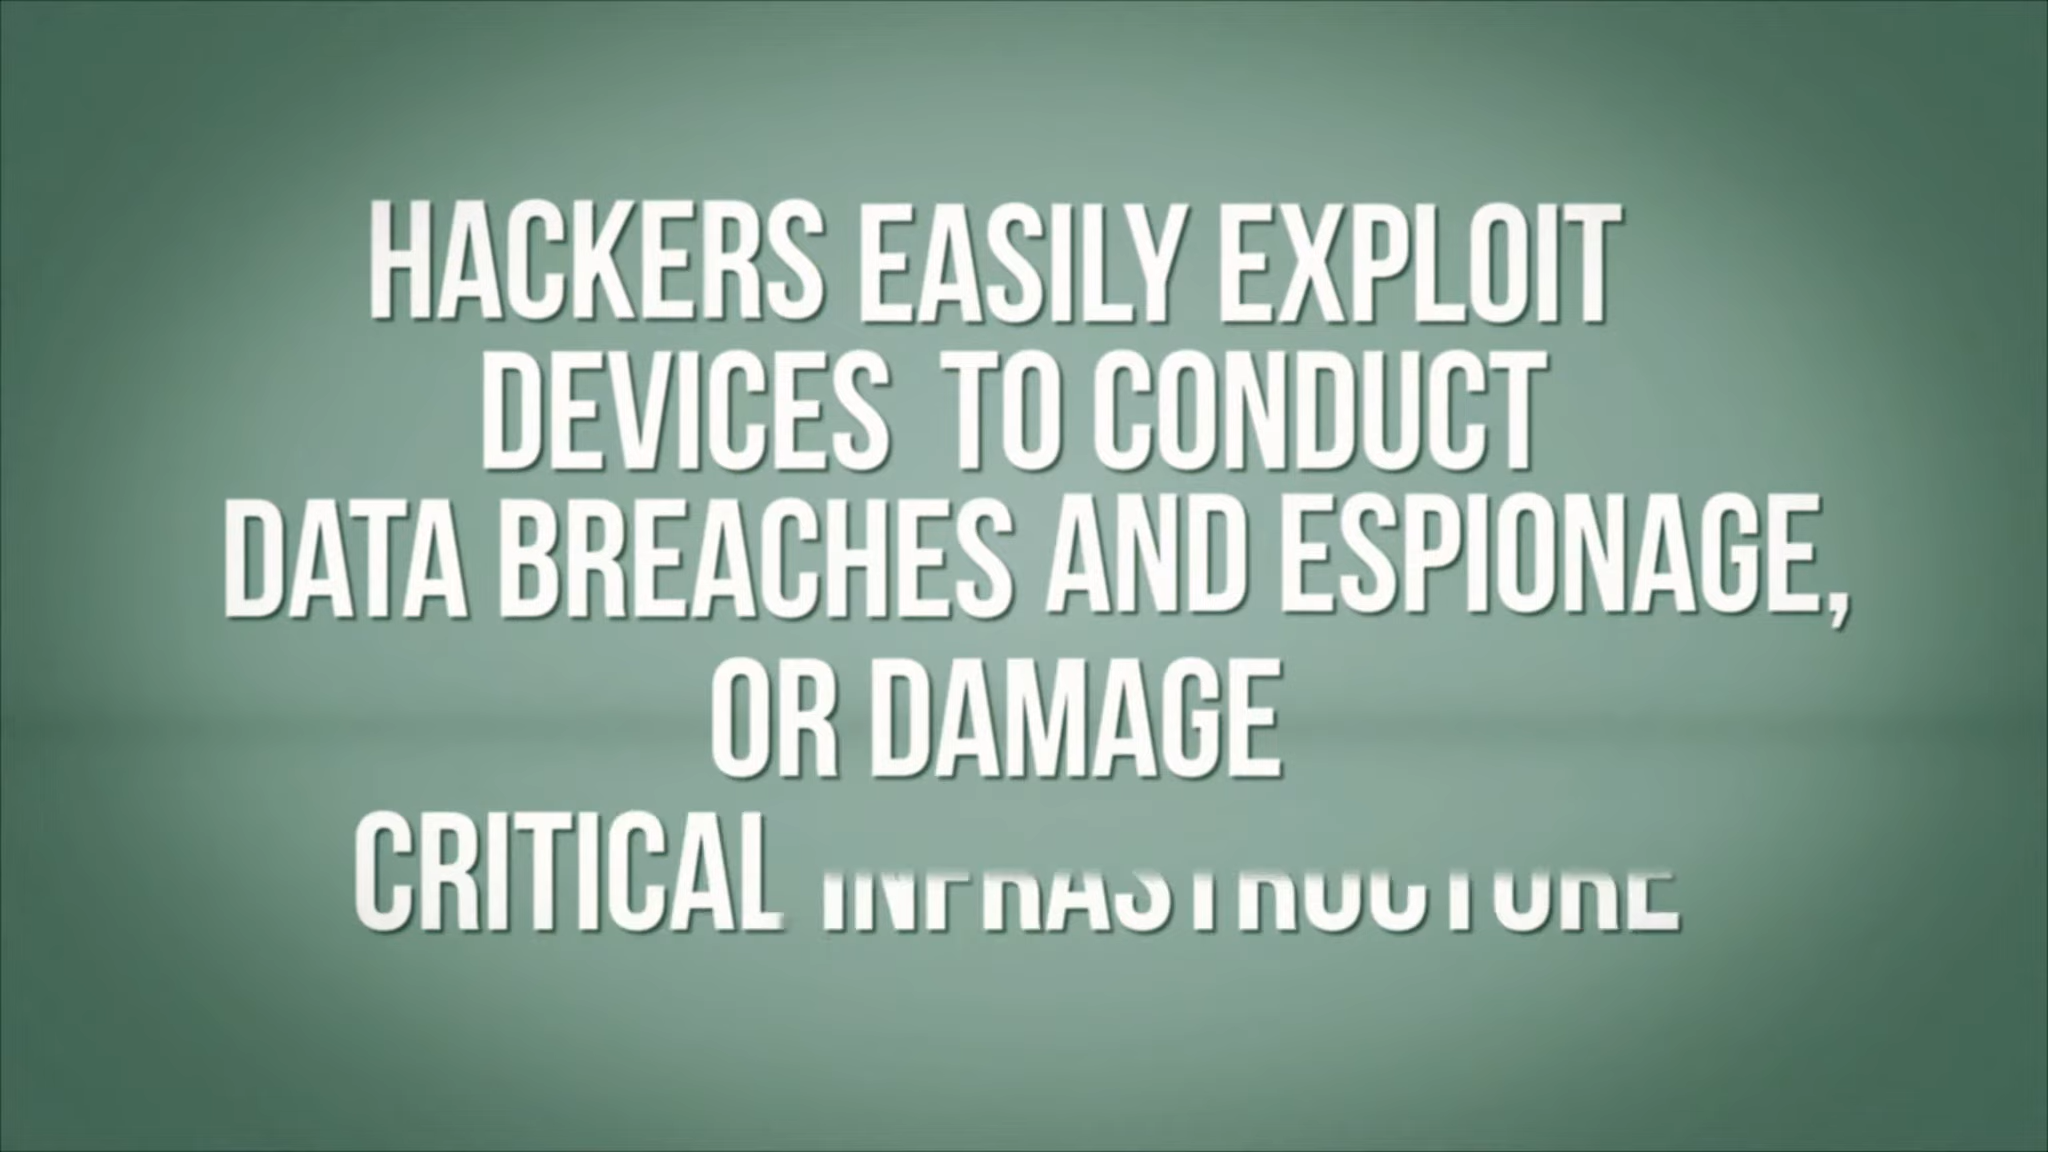 HACKERS EASILY EXPLOIT
DEVICES TO CONDUCT
DATA BREACHES AND ESPIONAGE,
OR DAMAGE
CRITICAL INFRASTRUCTURE